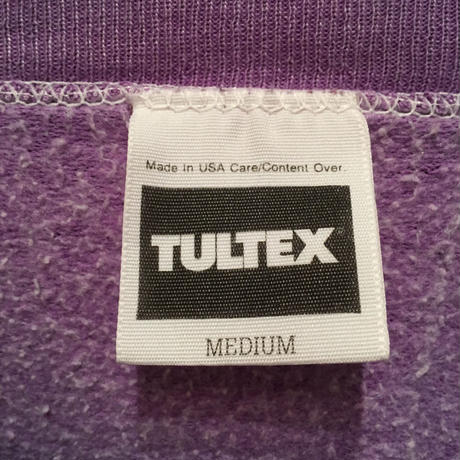 Made In USA Care/Content Over.
TULTEX®
MEDIUM